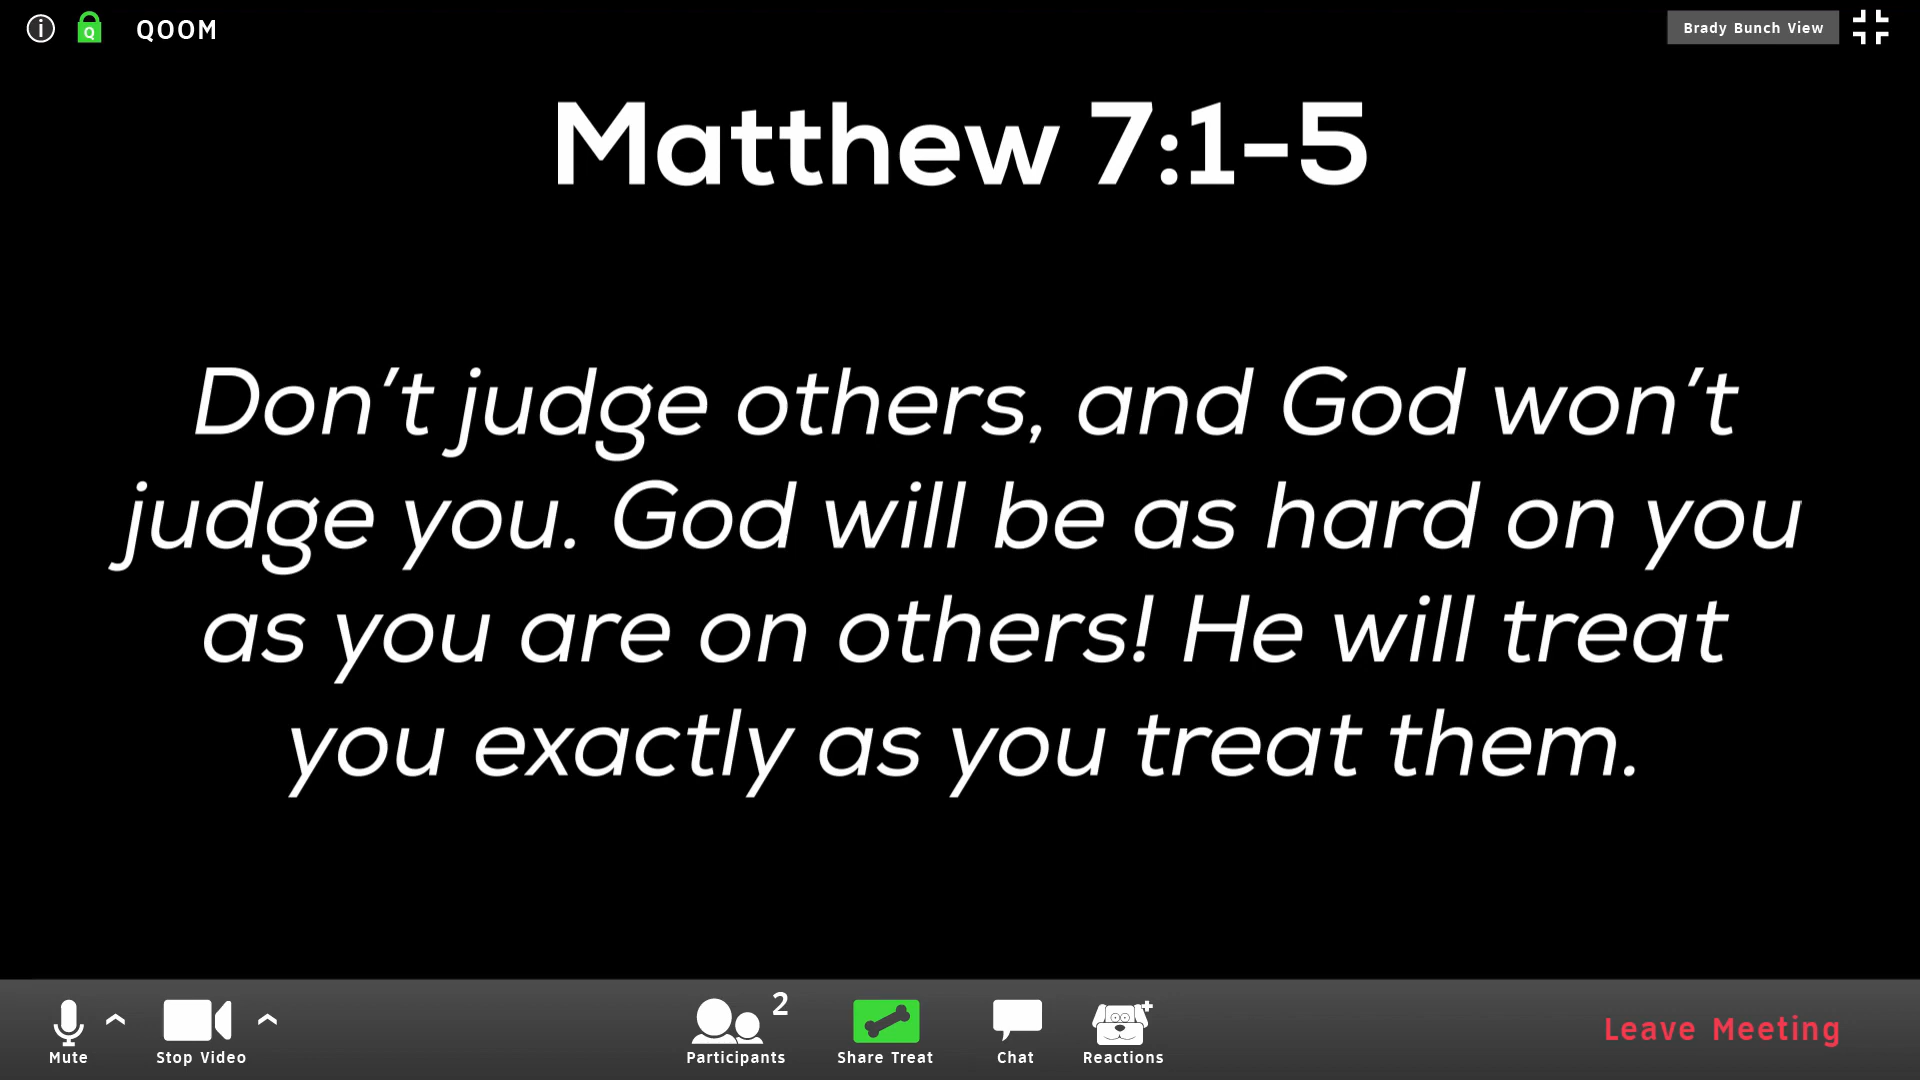 Q QOOM Brady Bunch View
Matthew 7:1-5
Don’t judge others, and God won’t
judge you. God will be as hard on you
as you are on others! He will treat
you exactly as you treat them.
2
Mute Stop Video Participants Share Treat Chat Reactions Leave Meeting